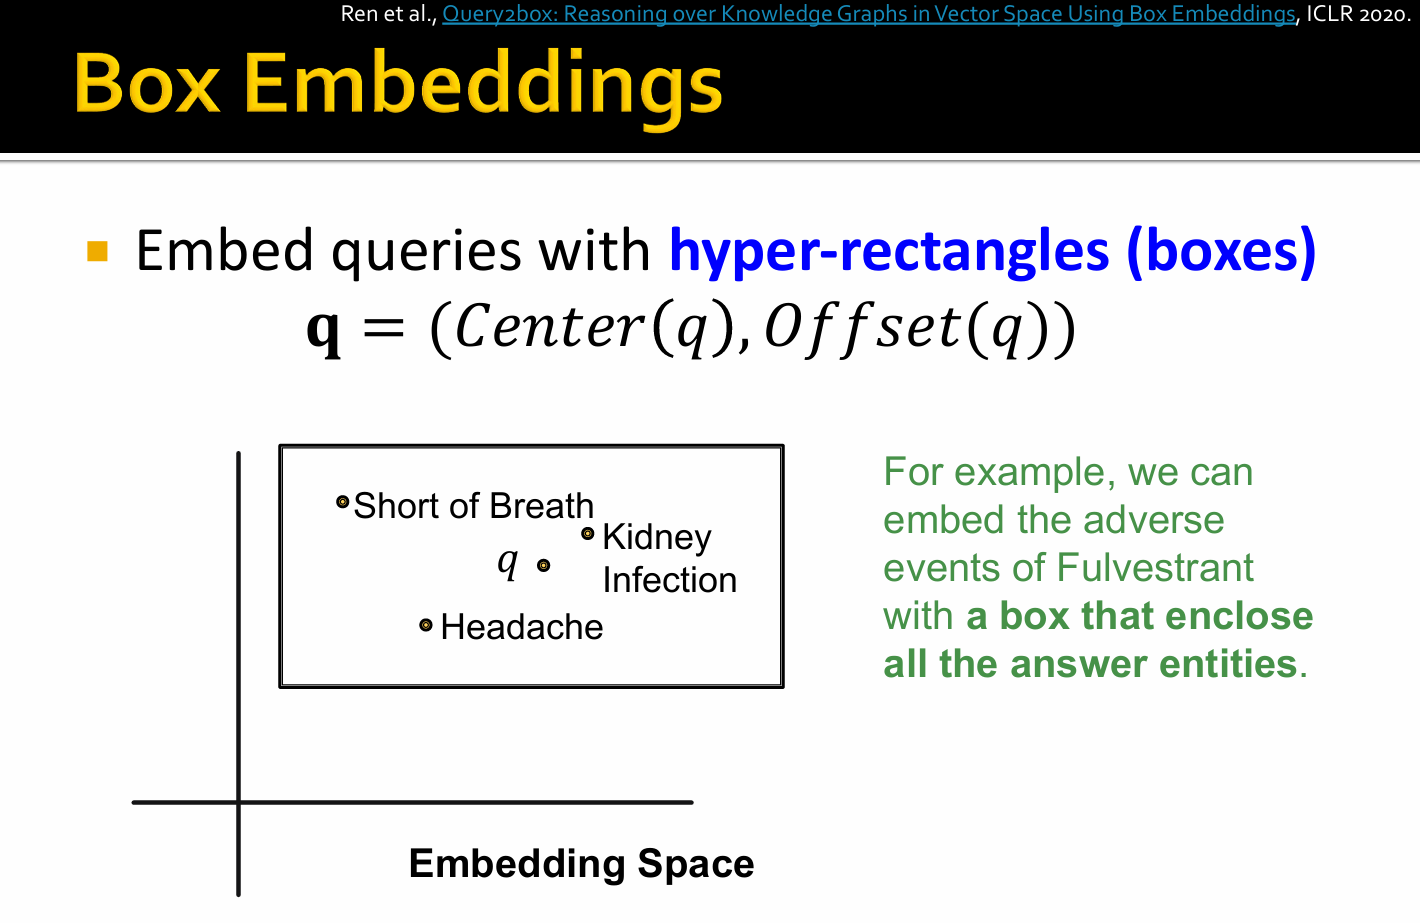 Ren et al., Query2box: Reasoning over Knowledge Graphs in Vector Space Using Box Embeddings, ICLR 2020.
Box Embeddings
Embed queries with hyper-rectangles (boxes)
q = (Center(q), Offset(q))
Short of Breath
Kidney
Infection
q
Headache
Embedding Space
For example, we can
embed the adverse
events of Fulvestrant
with a box that enclose
all the answer entities.